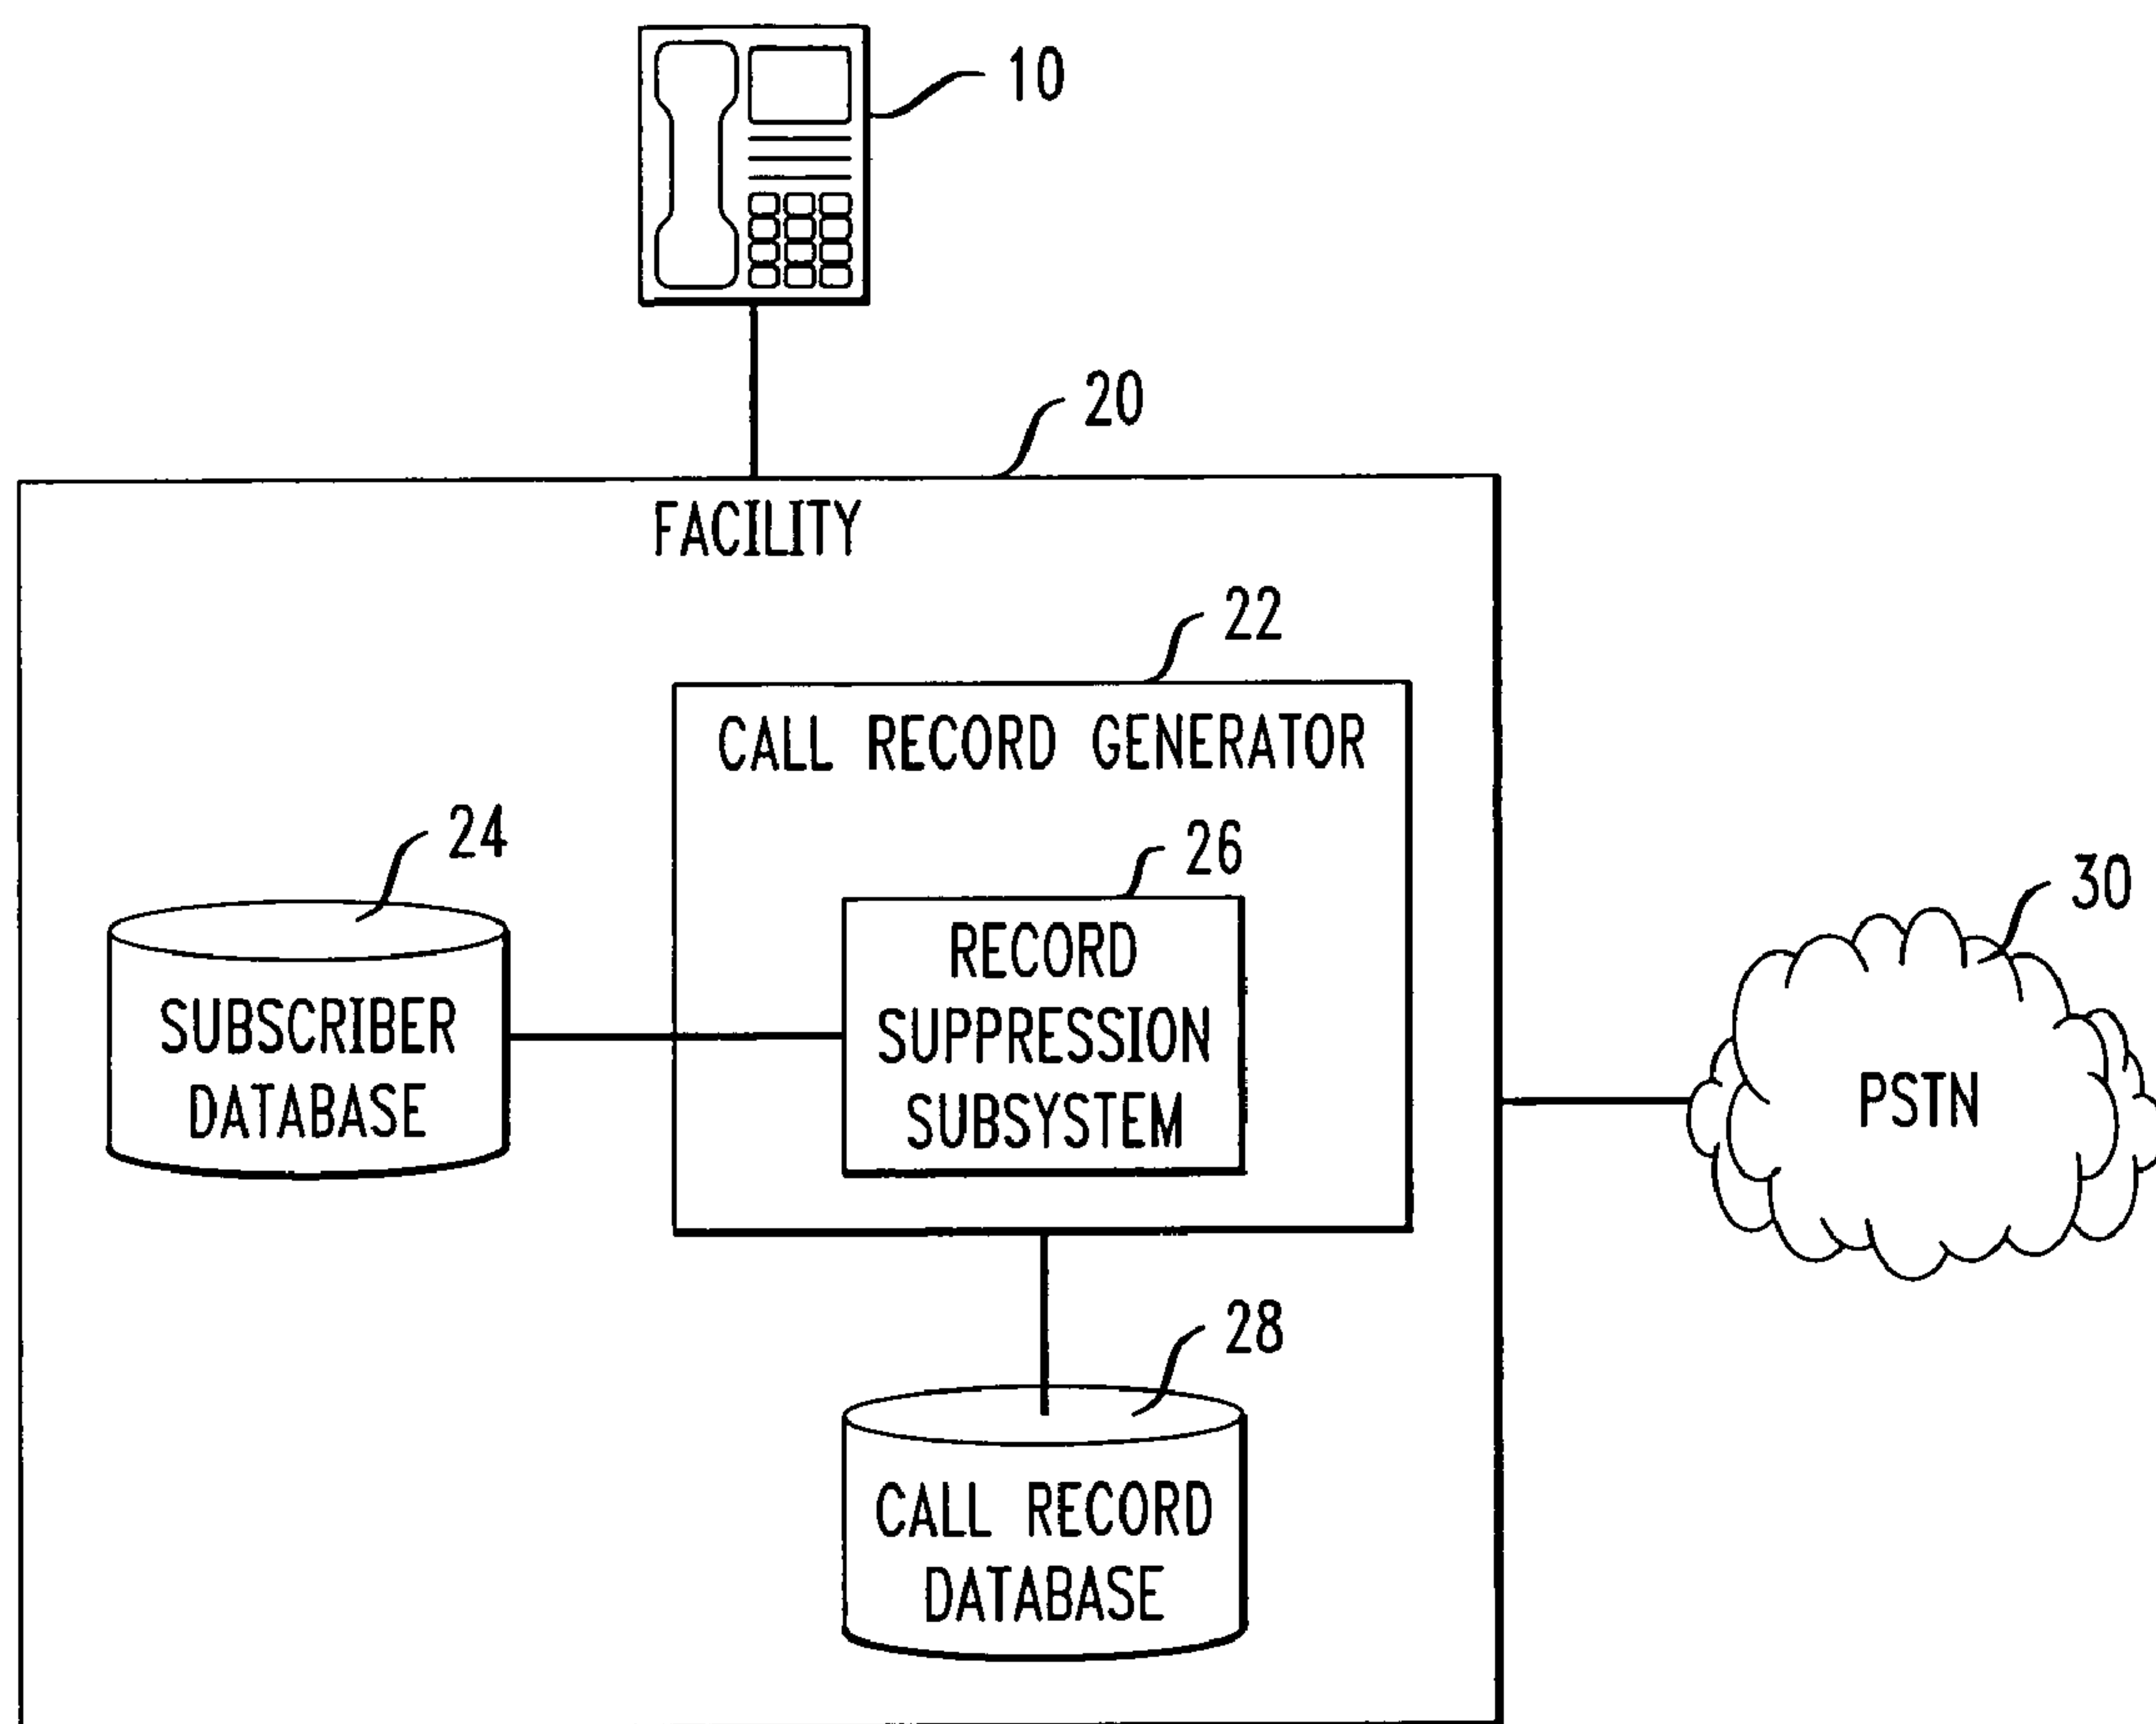 10
20
FACILITY
22
CALL RECORD GENERATOR
24
26
RECORD
SUPPRESSION
SUBSYSTEM
SUBSCRIBER
DATABASE
30
PSTN
28
CALL RECORD
DATABASE